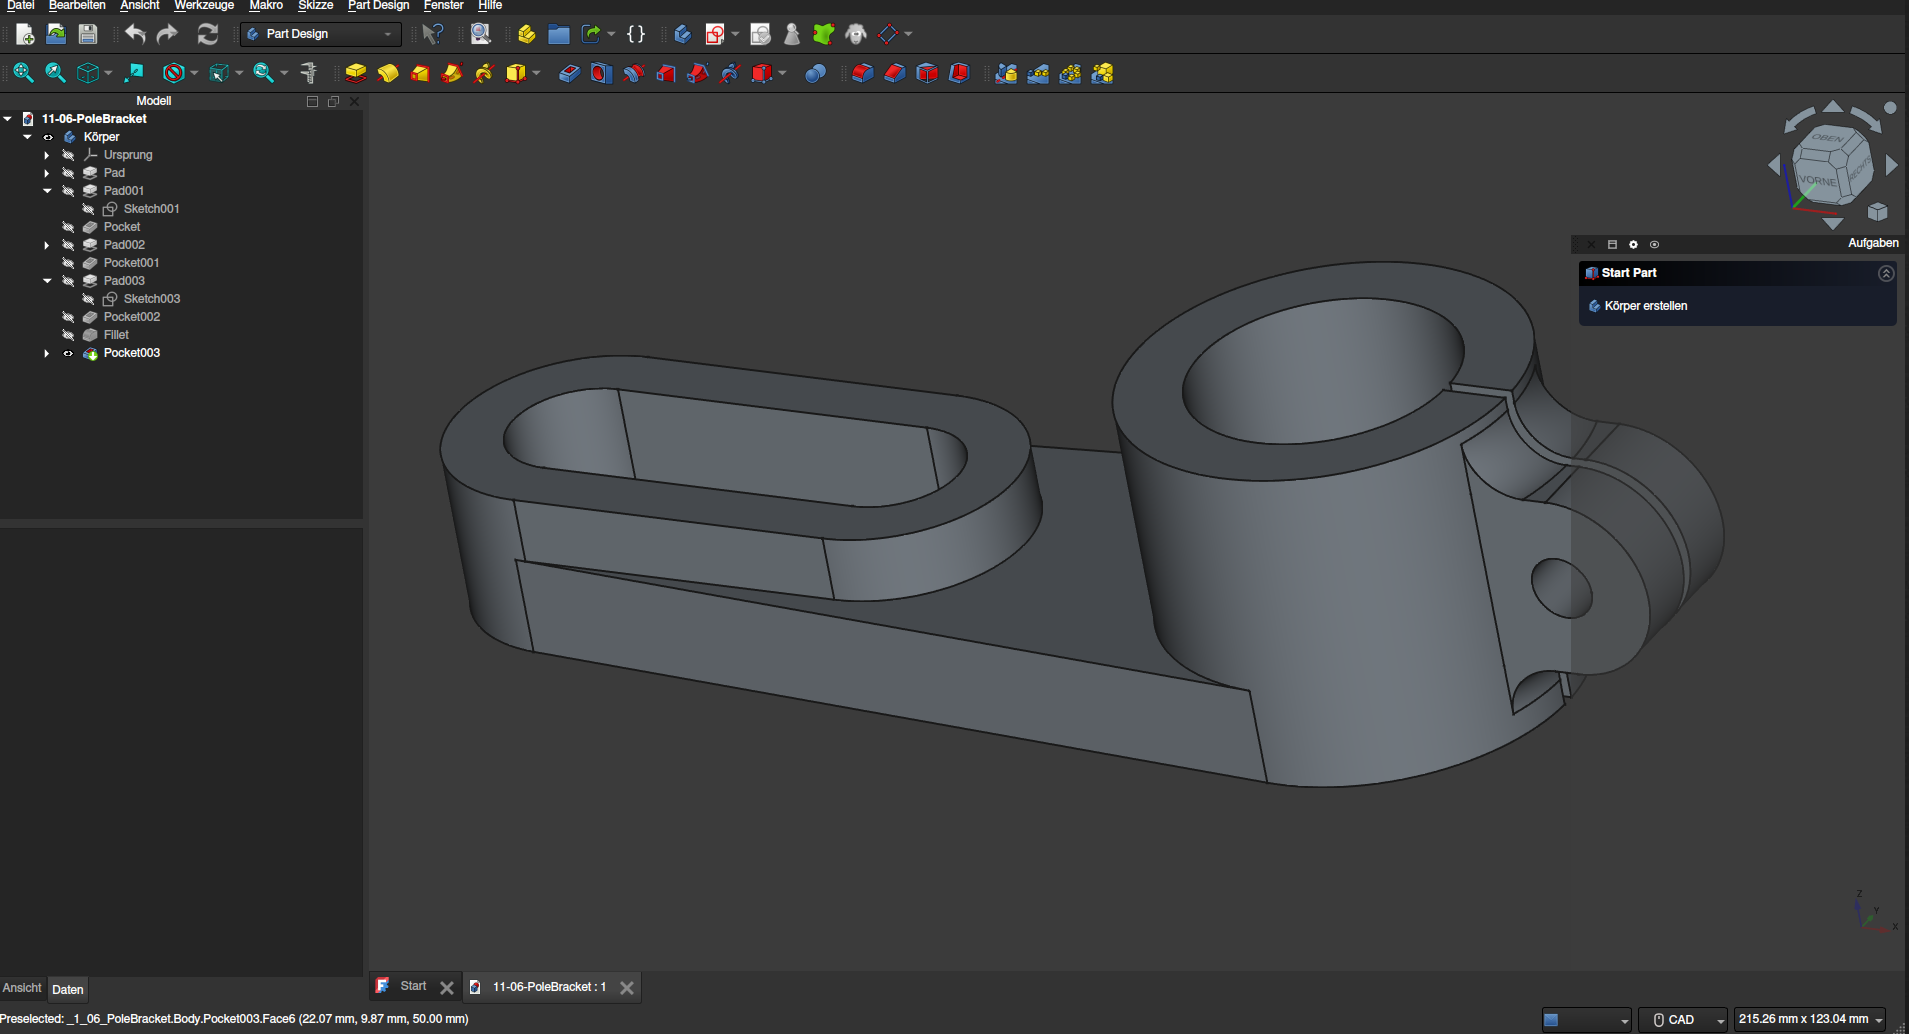 Datei Bearbeiten Ansicht Werkzeuge Makro Skizze Part Design Fenster Hilfe
Part Design
Modell
11-06-PoleBracket
Körper
Ursprung
Pad
Pad001
Sketch001
Pocket
Pad002
Pocket001
Pad003
Sketch003
Pocket002
Fillet
Pocket003
OBEN
VORNE
RECHTS
Aufgaben
Start Part
Körper erstellen
Z
Y
X
Ansicht Daten
Start
11-06-PoleBracket : 1
Preselected: _1_06_PoleBracket.Body.Pocket003.Face6 (22.07 mm, 9.87 mm, 50.00 mm)
CAD
215.26 mm x 123.04 mm